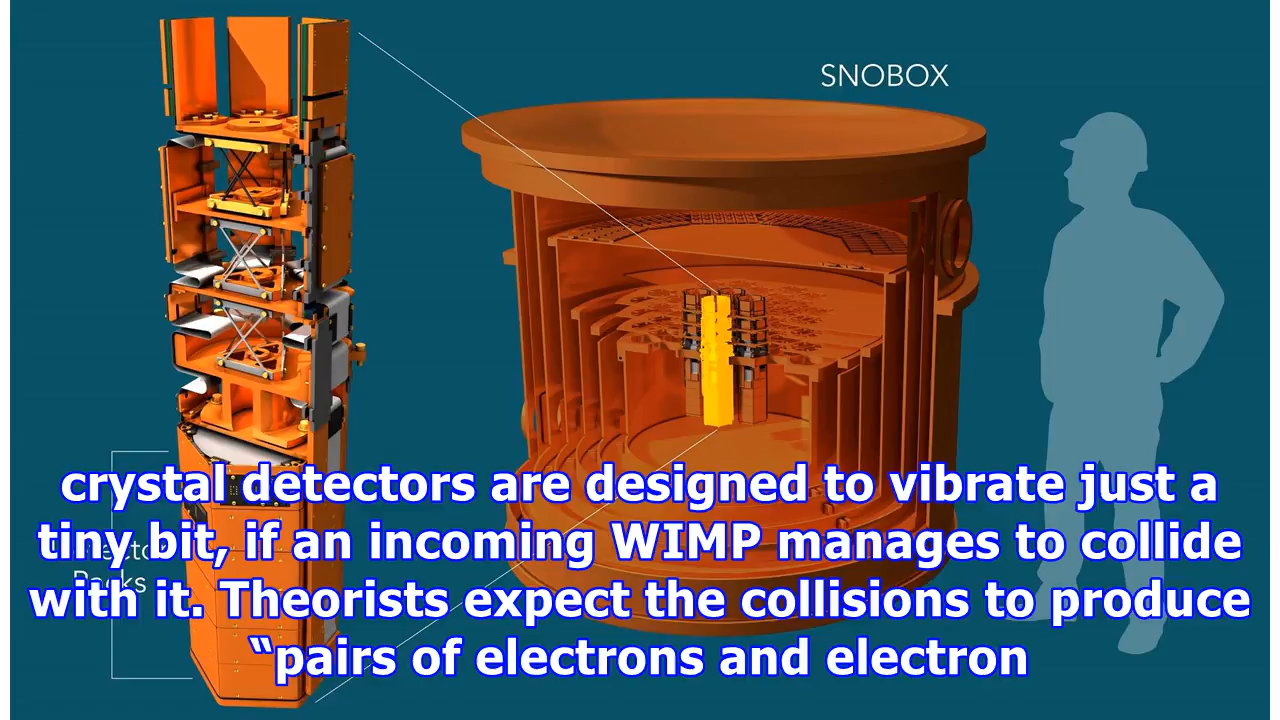 SNOBOX
crystal detectors are designed to vibrate just a
tiny bit, if an incoming WIMP manages to collide
with it. Theorists expect the collisions to produce
“pairs of electrons and electron